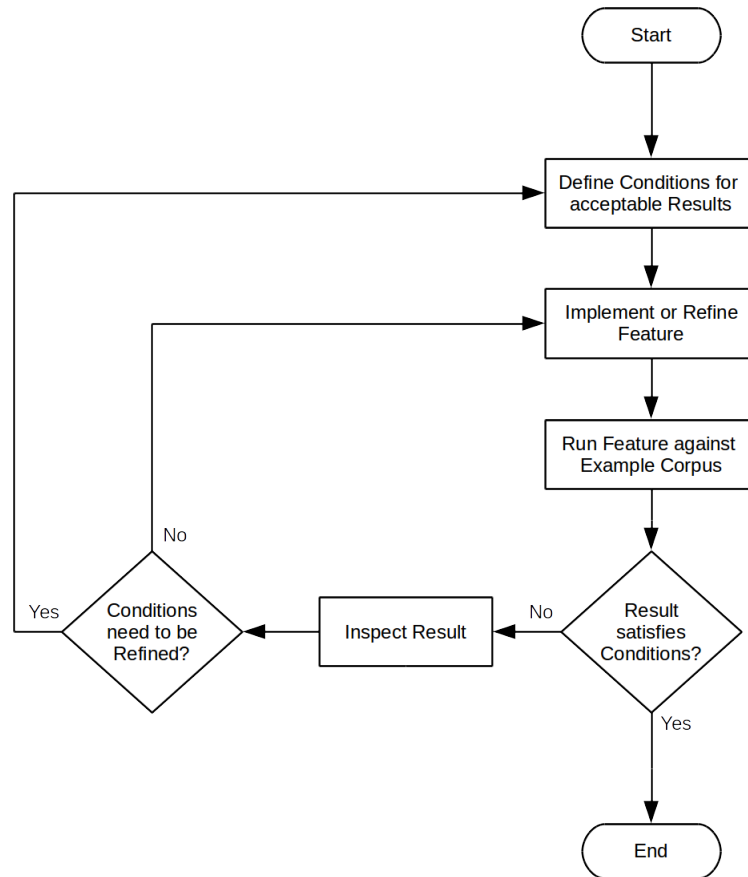 Start
Define Conditions for
acceptable Results
Implement or Refine
Feature
Run Feature against
Example Corpus
No
Yes
Conditions
need to be
Refined?
Inspect Result
No
Result
satisfies
Conditions?
Yes
End